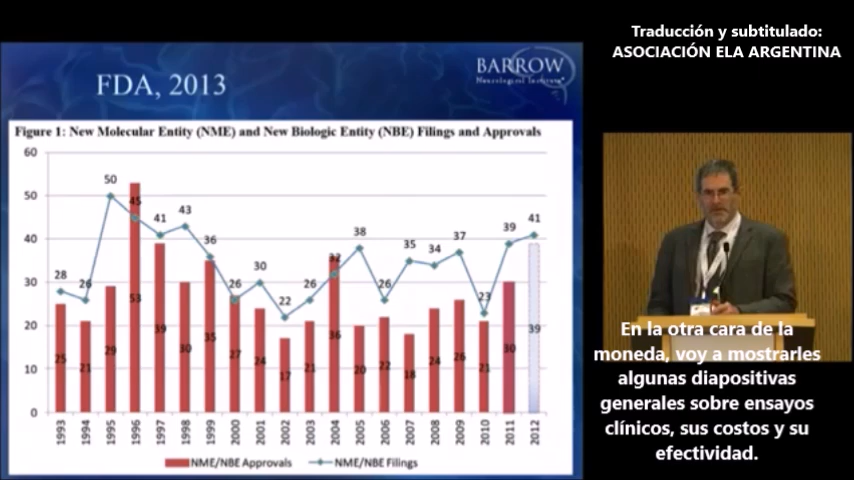 Traducción y subtitulado:
ASOCIACIÓN ELA ARGENTINA
FDA, 2013
BARROW
Neurological Institute®
Figure 1: New Molecular Entity (NME) and New Biologic Entity (NBE) Filings and Approvals
60
50
40
30
20
10
0
28 26 50 45 41 43 36 26 30 22 26 32 38 26 35 34 37 23 39 41
25 21 29 53 39 30 35 27 24 17 21 36 20 22 18 24 26 21 30 39
1993 1994 1995 1996 1997 1998 1999 2000 2001 2002 2003 2004 2005 2006 2007 2008 2009 2010 2011 2012
NME/NBE Approvals NME/NBE Filings
En la otra cara de la
moneda, voy a mostrarles
algunas diapositivas
generales sobre ensayos
clínicos, sus costos y su
efectividad.